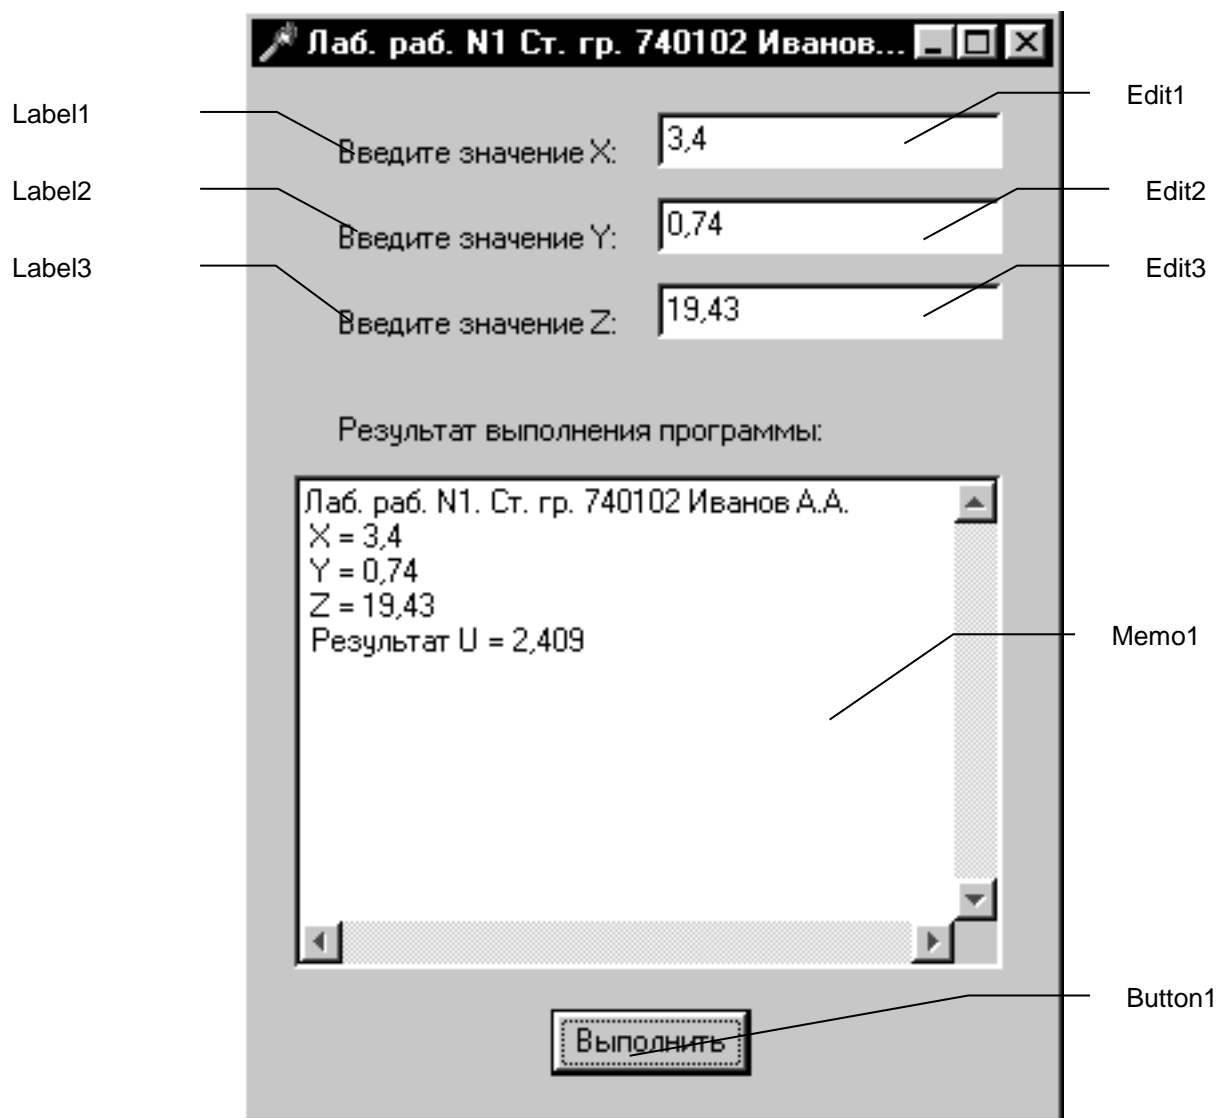 Лаб. раб. N1 Ст. гр. 740102 Иванов...
Label1
Введите значение X:
3,4
Edit1
Label2
Введите значение Y:
0,74
Edit2
Label3
Введите значение Z:
19,43
Edit3
Результат выполнения программы:
Лаб. раб. N1. Ст. гр. 740102 Иванов А.А.
X = 3,4
Y = 0,74
Z = 19,43
Результат U = 2,409
Memo1
Button1
Выполнить